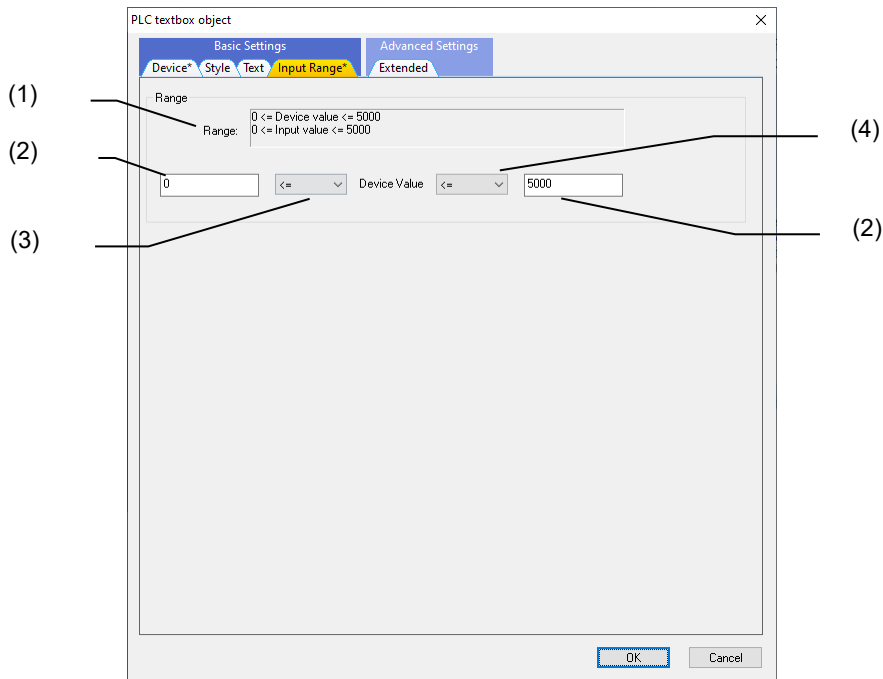 PLC textbox object
Basic Settings
Advanced Settings
Device* Style Text Input Range* Extended
(1)
Range
0 <= Device value <= 5000
Range:
0 <= Input value <= 5000
(4)
(2)
0 <= Device Value <= 5000
(2)
(3)
OK Cancel